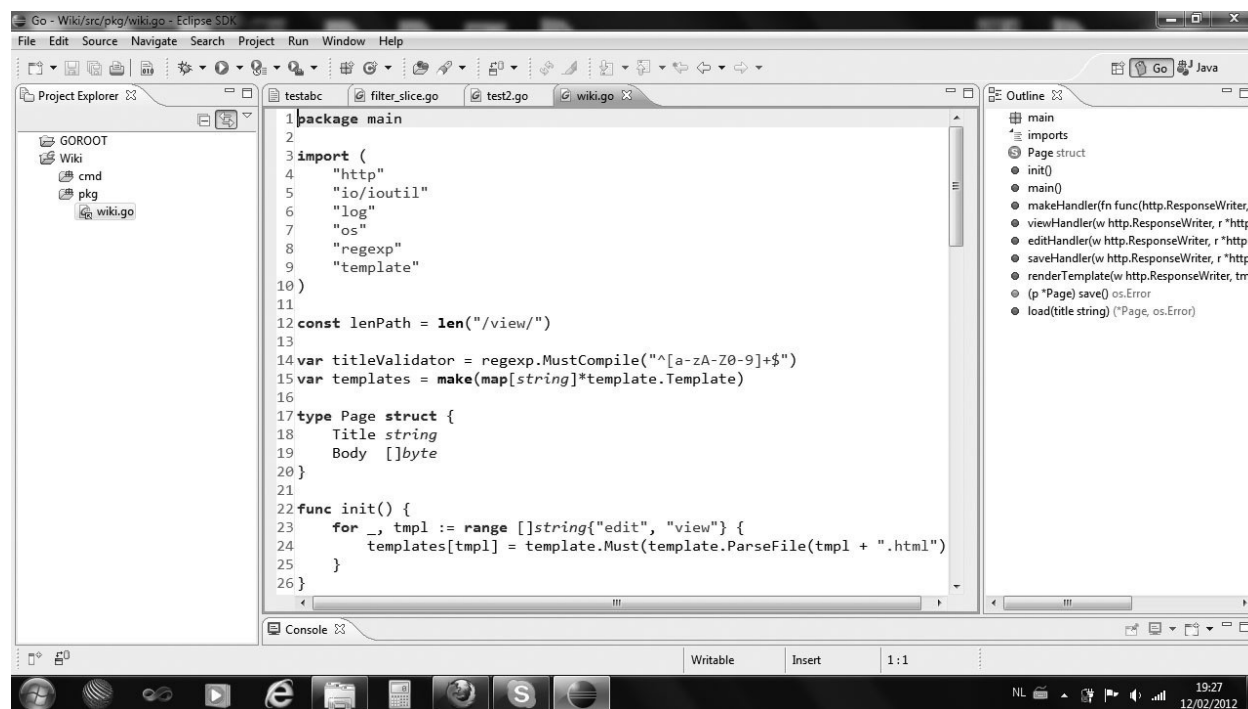 Go - Wiki/src/pkg/wiki.go - Eclipse SDK
File Edit Source Navigate Search Project Run Window Help
Go Java
Project Explorer
GOROOT
Wiki
cmd
pkg
wiki.go
testabc filter_slice.go test2.go wiki.go
1 package main
2
3 import (
4 "http"
5 "io/ioutil"
6 "log"
7 "os"
8 "regexp"
9 "template"
10 )
11
12 const lenPath = len("/view/")
13
14 var titleValidator = regexp.MustCompile("^[a-zA-Z0-9]+$")
15 var templates = make(map[string]*template.Template)
16
17 type Page struct {
18 Title string
19 Body []byte
20 }
21
22 func init() {
23 for _, tmpl := range []string{"edit", "view"} {
24 templates[tmpl] = template.Must(template.ParseFile(tmpl + ".html")
25 }
26 }
Outline
main
imports
Page struct
init()
main()
makeHandler(fn func(http.ResponseWriter,
viewHandler(w http.ResponseWriter, r *http
editHandler(w http.ResponseWriter, r *http
saveHandler(w http.ResponseWriter, r *http
renderTemplate(w http.ResponseWriter, tm
(p *Page) save() os.Error
load(title string) (*Page, os.Error)
Console
Writable Insert 1 : 1
NL 19:27
12/02/2012